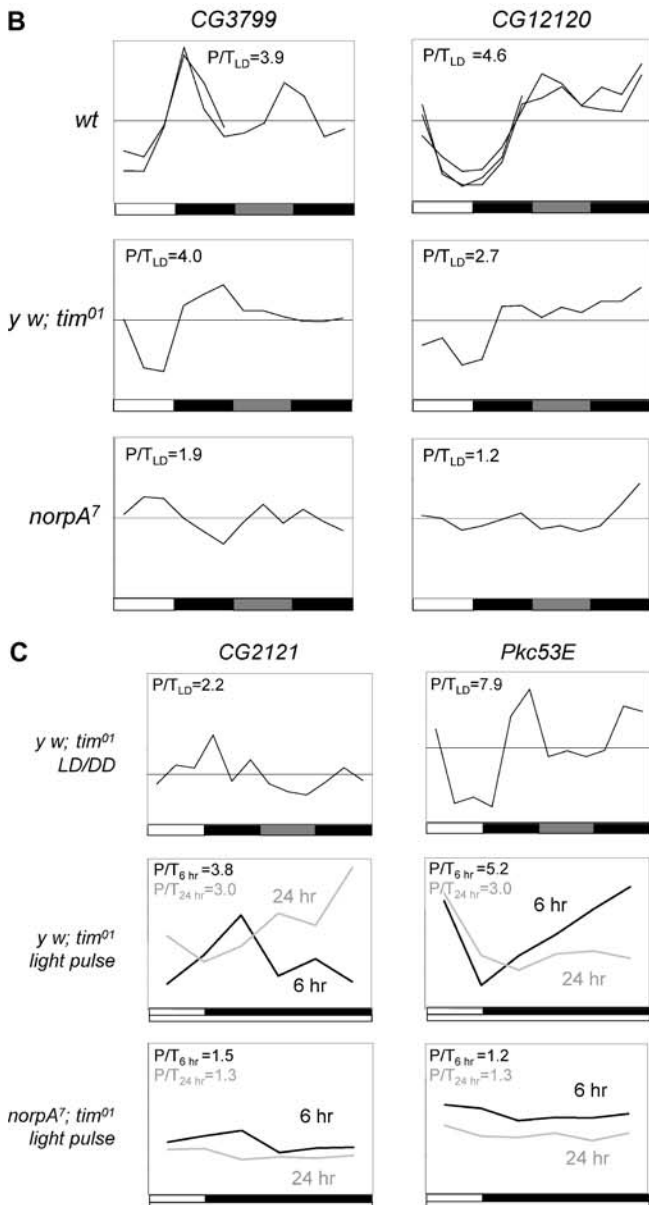 B
CG3799 CG12120
wt
P/T_LD=3.9
P/T_LD =4.6
y w; tim⁰¹
P/T_LD=4.0
P/T_LD=2.7
norpA⁷
P/T_LD=1.9
P/T_LD=1.2
C
CG2121 Pkc53E
y w; tim⁰¹
LD/DD
P/T_LD=2.2
P/T_LD=7.9
y w; tim⁰¹
light pulse
P/T_6 hr=3.8
P/T_24 hr=3.0
24 hr
6 hr
P/T_6 hr=5.2
P/T_24 hr=3.0
6 hr
24 hr
norpA⁷; tim⁰¹
light pulse
P/T_6 hr=1.5
P/T_24 hr=1.3
6 hr
24 hr
P/T_6 hr=1.2
P/T_24 hr=1.3
6 hr
24 hr